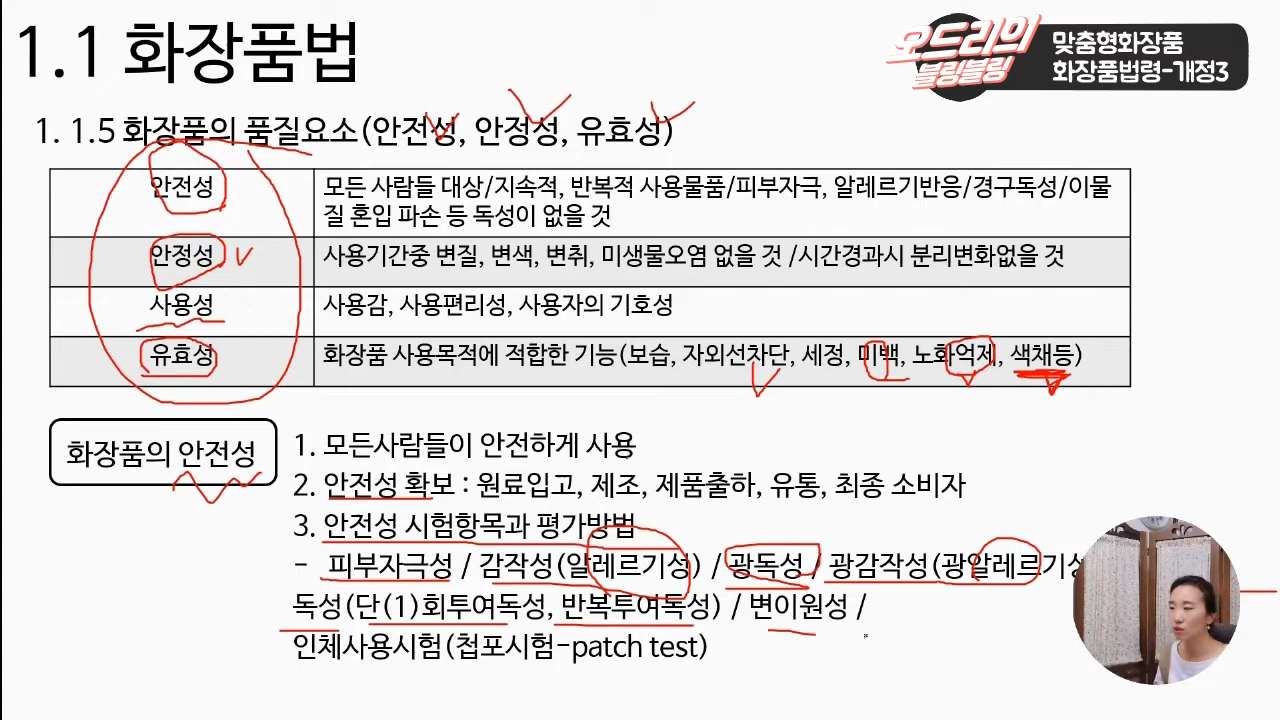 1.1 화장품법
오드리의
블링블링
맞춤형화장품
화장품법령-개정3
1. 1.5 화장품의 품질요소(안전성, 안정성, 유효성)
안전성
모든 사람들 대상/지속적, 반복적 사용물품/피부자극, 알레르기반응/경구독성/이물
질 혼입 파손 등 독성이 없을 것
안정성
사용기간중 변질, 변색, 변취, 미생물오염 없을 것 /시간경과시 분리변화없을 것
사용성
사용감, 사용편리성, 사용자의 기호성
유효성
화장품 사용목적에 적합한 기능(보습, 자외선차단, 세정, 미백, 노화억제, 색채등)
화장품의 안전성
1. 모든사람들이 안전하게 사용
2. 안전성 확보 : 원료입고, 제조, 제품출하, 유통, 최종 소비자
3. 안전성 시험항목과 평가방법
- 피부자극성 / 감작성(알레르기성) / 광독성 / 광감작성(광알레르기성
독성(단(1)회투여독성, 반복투여독성) / 변이원성 /
인체사용시험(첩포시험-patch test)